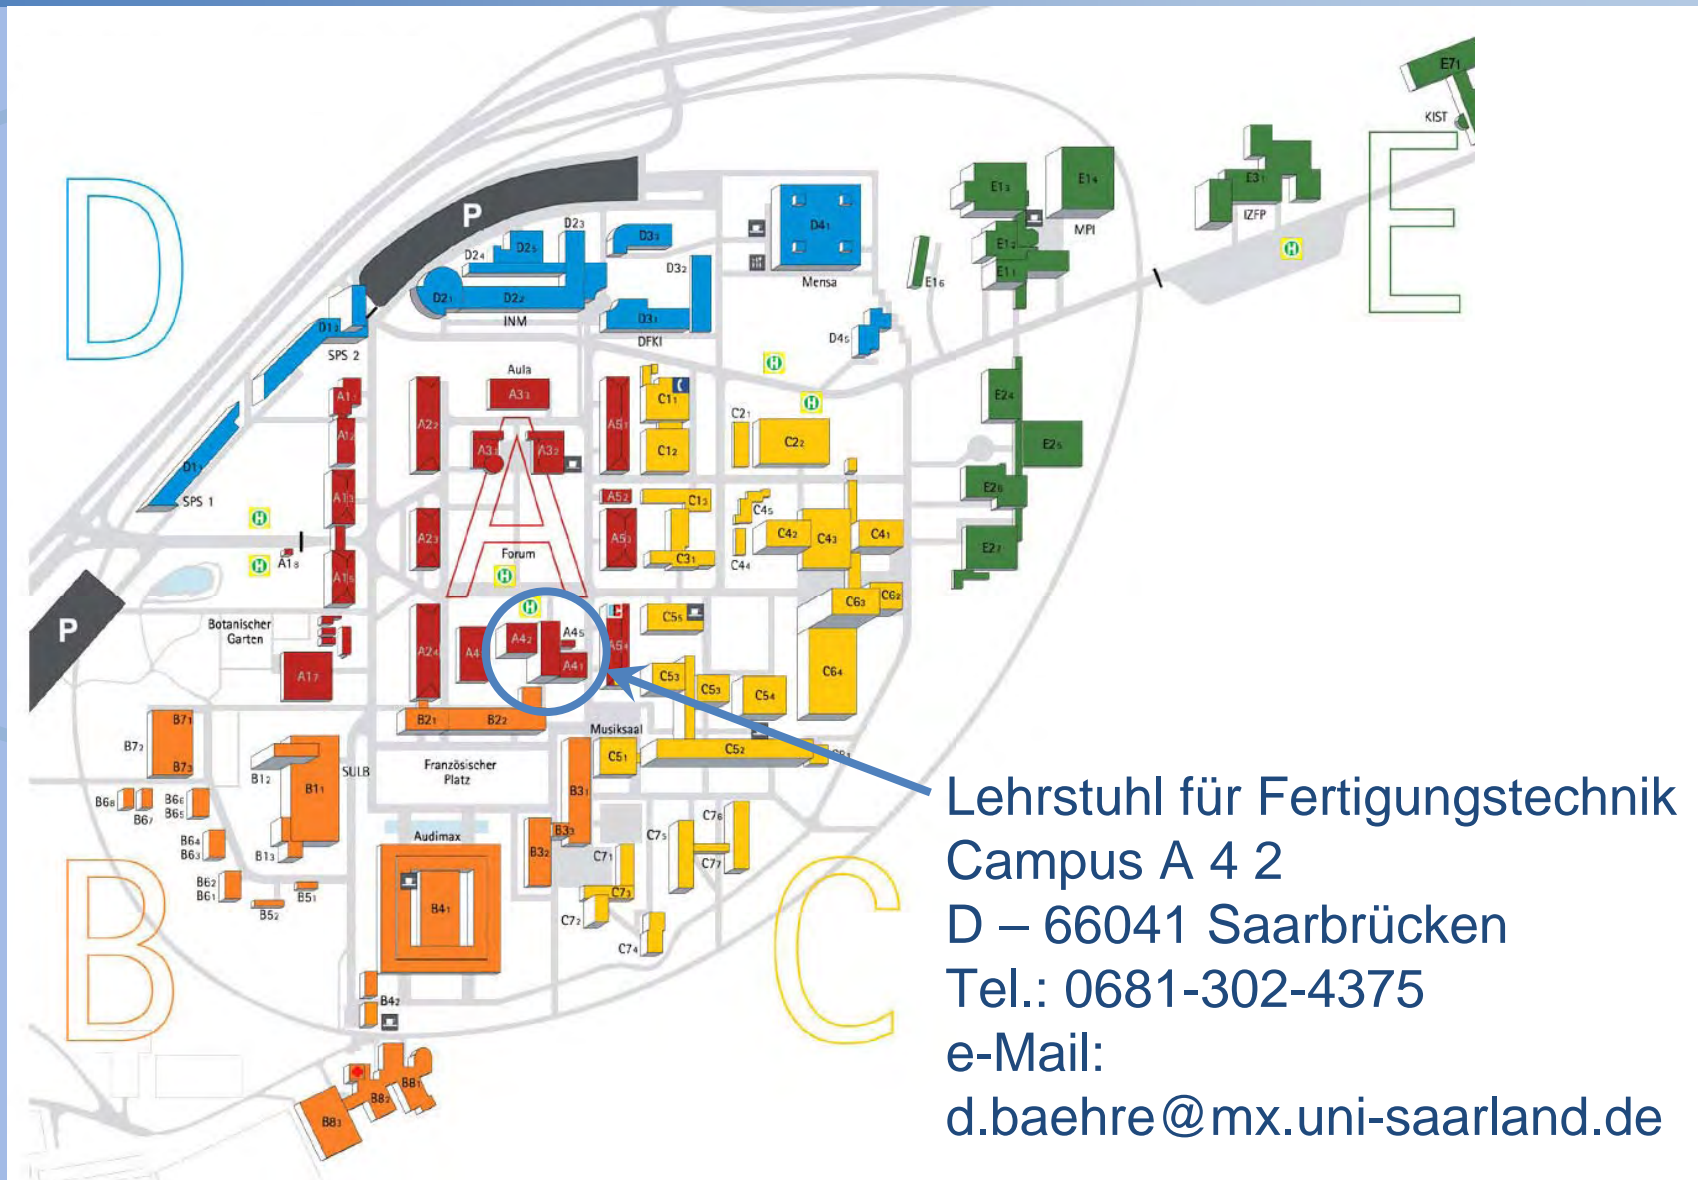 E7₁
KIST
E
D
P
E1₃
E1₄
E3₁
IZFP
MPI
D2₃
D2₄
D2₅
D3₃
D4₁
E1₂
E1₁
E1₆
D3₂
Mensa
D2₁
D2₂
INM
D3₁
DFKI
D4₅
D1₂
SPS 2
H
Aula
A3₃
A2₂
A5₁
C1₁
C2₁
C2₂
C1₂
E2₄
E2₅
A1₂
A3₂
D1₁
SPS 1
A1₃
A5₂
C1₃
C4₅
E2₆
H
H
H
A
A2₃
A5₃
C4₂
C4₃
C4₁
E2₇
Forum
C3₁
C4₄
A1₈
H
H
H
P
Botanischer
Garten
C5₅
C6₃
C6₂
A4₂
A4₅
A5₄
A2₄
A4₁
A1₇
C5₃
C5₃
C5₄
C6₄
B7₁
B7₂
B7₃
B2₁
B2₂
Musiksaal
C5₁
C5₂
B1₂
B1₁
SULB
Französischer
Platz
B3₁
B6₈
B6₇
B6₆
B6₅
B6₄
B6₃
B1₃
Audimax
B3₃
B3₂
C7₁
C7₅
C7₆
C7₇
B6₂
B6₁
B5₁
B5₂
B4₁
C7₃
C7₂
C7₄
B
C
B4₂
B8₁
B8₂
B8₃
Lehrstuhl für Fertigungstechnik
Campus A 4 2
D – 66041 Saarbrücken
Tel.: 0681-302-4375
e-Mail:
d.baehre@mx.uni-saarland.de